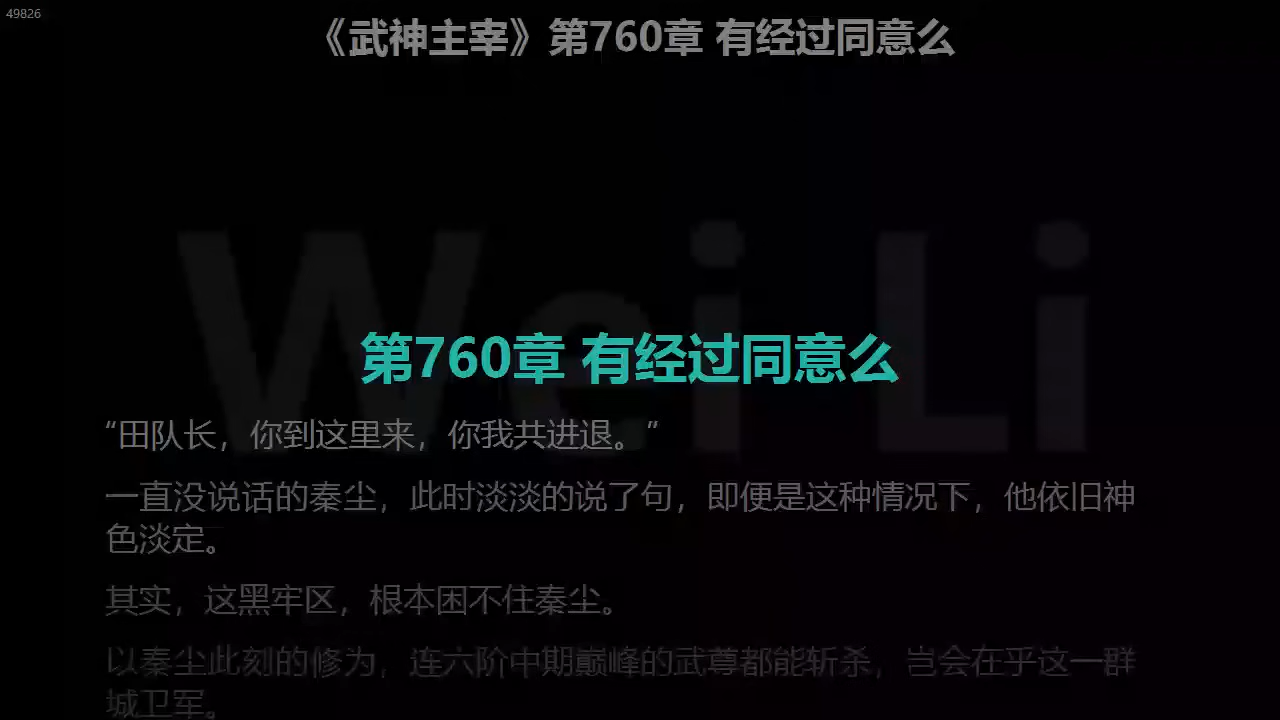 49826
《武神主宰》第760章 有经过同意么
Wei Li
第760章 有经过同意么
“田队长，你到这里来，你我共进退。”
一直没说话的秦尘，此时淡淡的说了句，即便是这种情况下，他依旧神
色淡定。
其实，这黑牢区，根本困不住秦尘。
以秦尘此刻的修为，连六阶中期巅峰的武尊都能斩杀，岂会在乎这一群
城卫军。